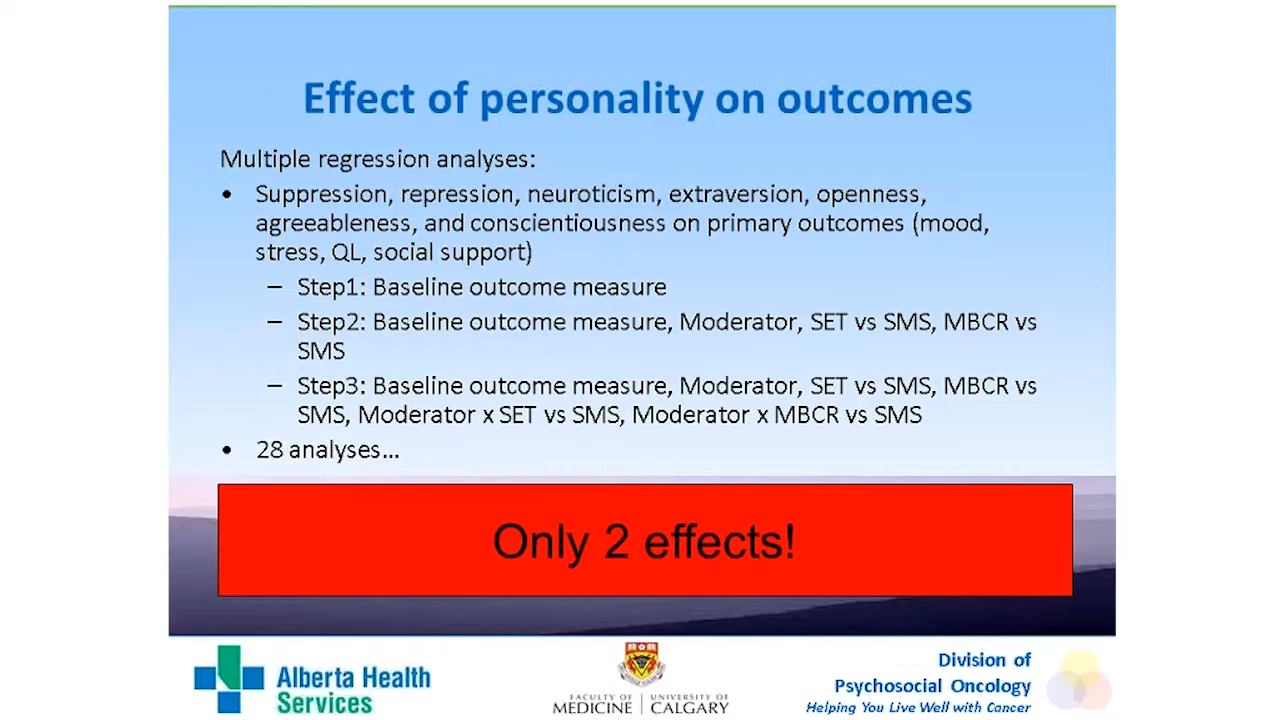 Effect of personality on outcomes
Multiple regression analyses:
• Suppression, repression, neuroticism, extraversion, openness,
agreeableness, and conscientiousness on primary outcomes (mood,
stress, QL, social support)
– Step1: Baseline outcome measure
– Step2: Baseline outcome measure, Moderator, SET vs SMS, MBCR vs
SMS
– Step3: Baseline outcome measure, Moderator, SET vs SMS, MBCR vs
SMS, Moderator x SET vs SMS, Moderator x MBCR vs SMS
• 28 analyses…
Only 2 effects!
Alberta Health
Services
FACULTY OF
MEDICINE
UNIVERSITY OF
CALGARY
Division of
Psychosocial Oncology
Helping You Live Well with Cancer